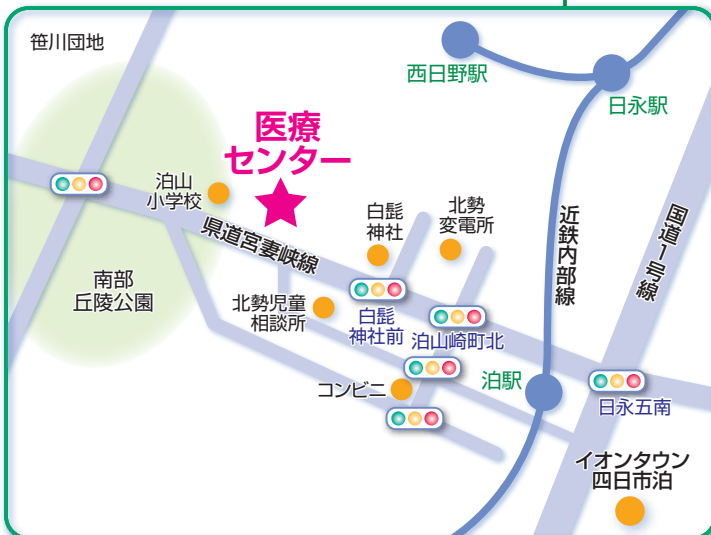 笹川団地
西日野駅
日永駅
医療
センター
泊山
小学校
県道宮妻峡線
白髭
神社
北勢
変電所
近鉄内部線
国道1号線
南部
丘陵公園
北勢児童
相談所
白髭
神社前
泊山崎町北
コンビニ
泊駅
日永五南
イオンタウン
四日市泊